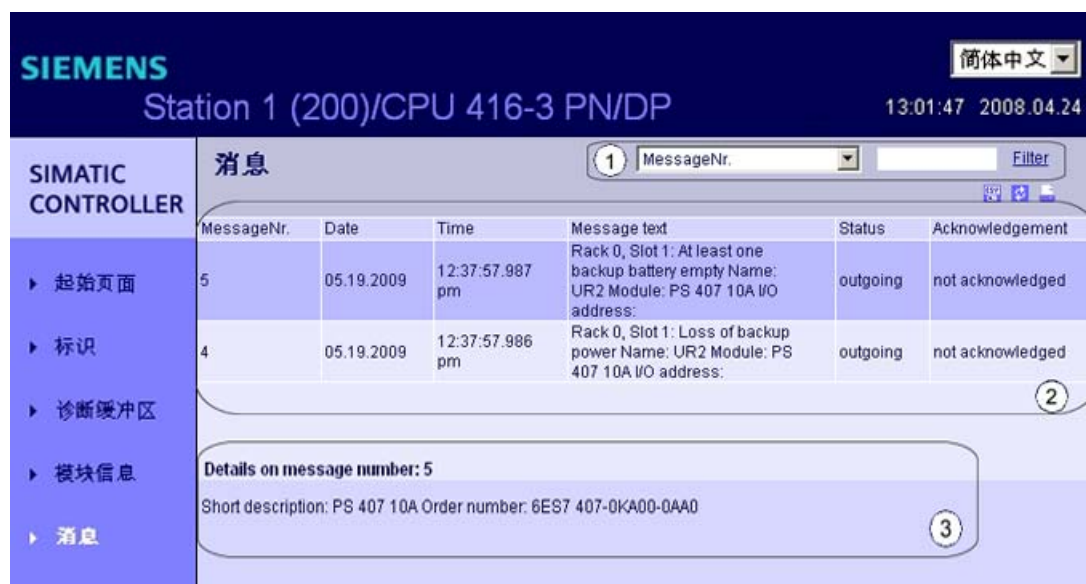 SIEMENS
简体中文
Station 1 (200)/CPU 416-3 PN/DP
13:01:47 2008.04.24
SIMATIC
CONTROLLER
消息
1
MessageNr.
Filter
MessageNr. Date Time Message text Status Acknowledgement
5 05.19.2009 12:37:57.987 pm Rack 0, Slot 1: At least one
backup battery empty Name:
UR2 Module: PS 407 10A I/O
address: outgoing not acknowledged
4 05.19.2009 12:37:57.986 pm Rack 0, Slot 1: Loss of backup
power Name: UR2 Module: PS
407 10A I/O address: outgoing not acknowledged
2
起始页面
标识
诊断缓冲区
模块信息
消息
Details on message number: 5
Short description: PS 407 10A Order number: 6ES7 407-0KA00-0AA0
3